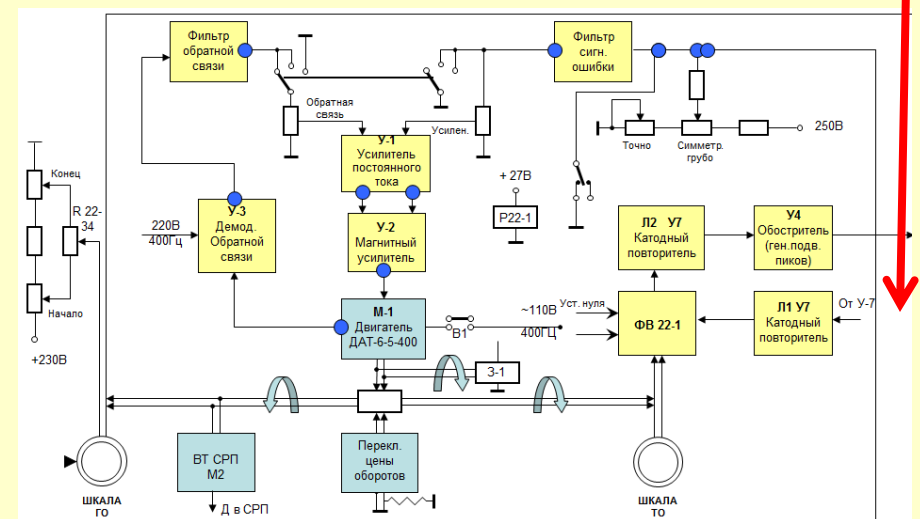 Фильтр
обратной
связи
Фильтр
сигн.
ошибки
Обратная
связь
Усилен.
250В
Точно
Симметр.
грубо
У-1
Усилитель
постоянного
тока
Конец
R 22-
34
Начало
+230В
220В
400Гц
У-3
Демод.
Обратной
связи
У-2
Магнитный
усилитель
+ 27В
Р22-1
Л2 У7
Катодный
повторитель
У4
Обостритель
(ген.подв.
пиков)
М-1
Двигатель
ДАТ-6-5-400
В1
~110В
400ГЦ
Уст. нуля
ФВ 22-1
От У-7
Л1 У7
Катодный
повторитель
З-1
ВТ СРП
М2
Перекл.
цены
оборотов
ШКАЛА
ГО
Д в СРП
ШКАЛА
ТО